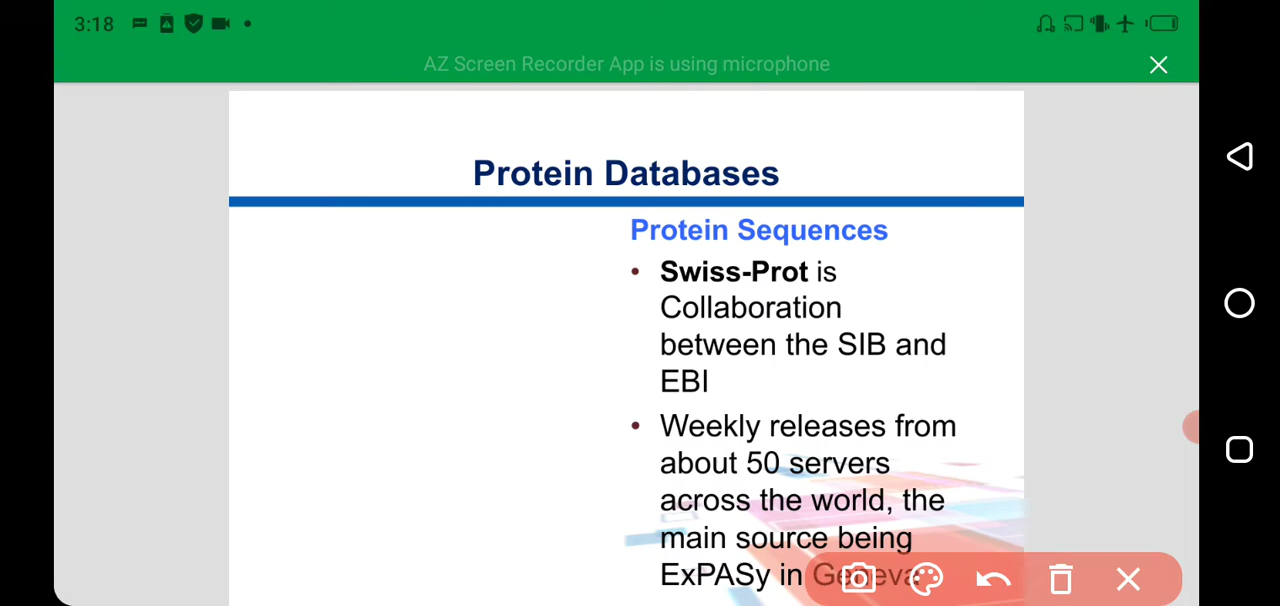 3:18
AZ Screen Recorder App is using microphone
Protein Databases
Protein Sequences
• Swiss-Prot is
Collaboration
between the SIB and
EBI
• Weekly releases from
about 50 servers
across the world, the
main source being
ExPASy in Geneva